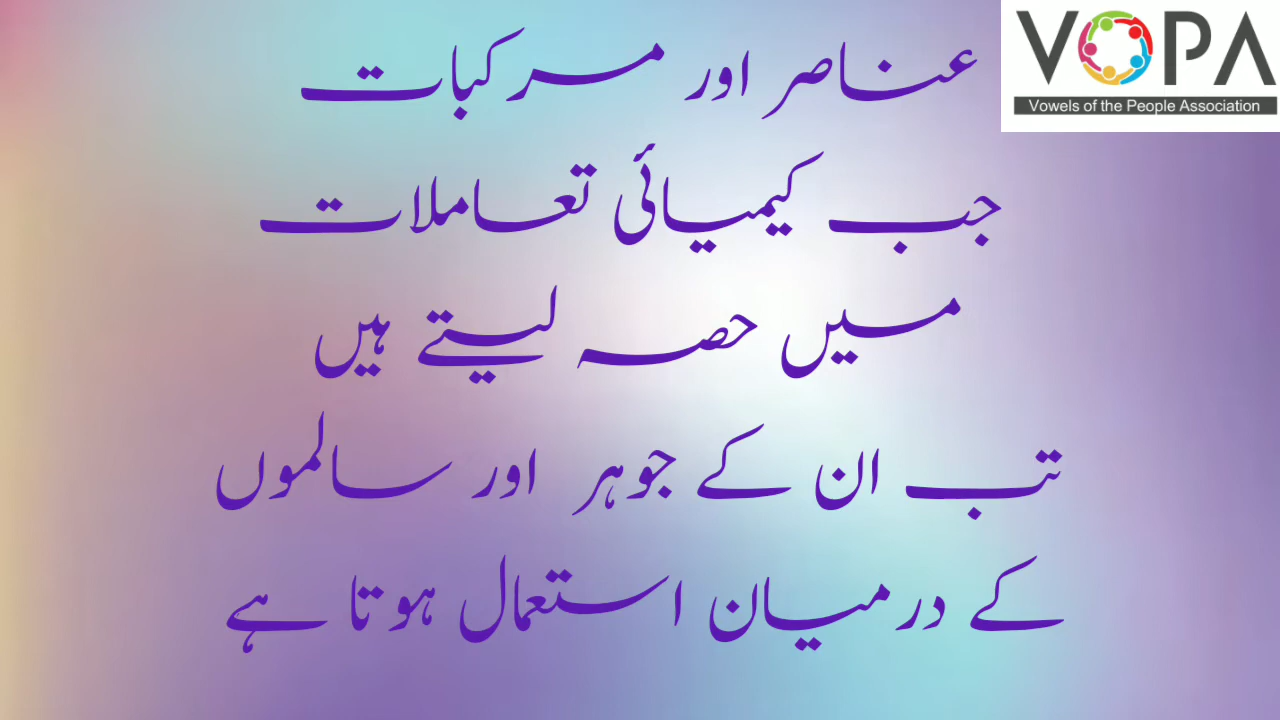 VOPA
Vowels of the People Association
عناصر اور مرکبات
جب کیمیائی تعاملات
میں حصہ لیتے ہیں
تب ان کے جوہر اور سالموں
کے درمیان استعمال ہوتا ہے